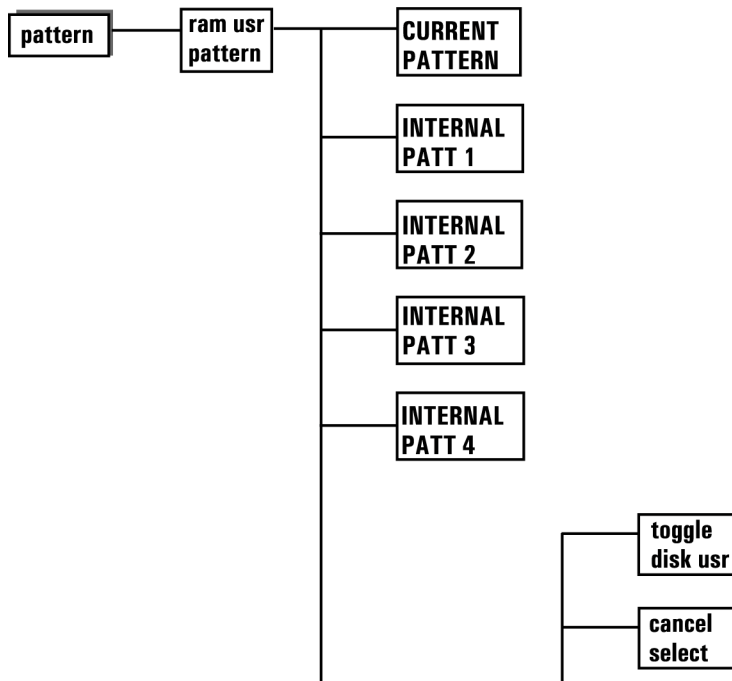 pattern
ram usr
pattern
CURRENT
PATTERN
INTERNAL
PATT 1
INTERNAL
PATT 2
INTERNAL
PATT 3
INTERNAL
PATT 4
toggle
disk usr
cancel
select